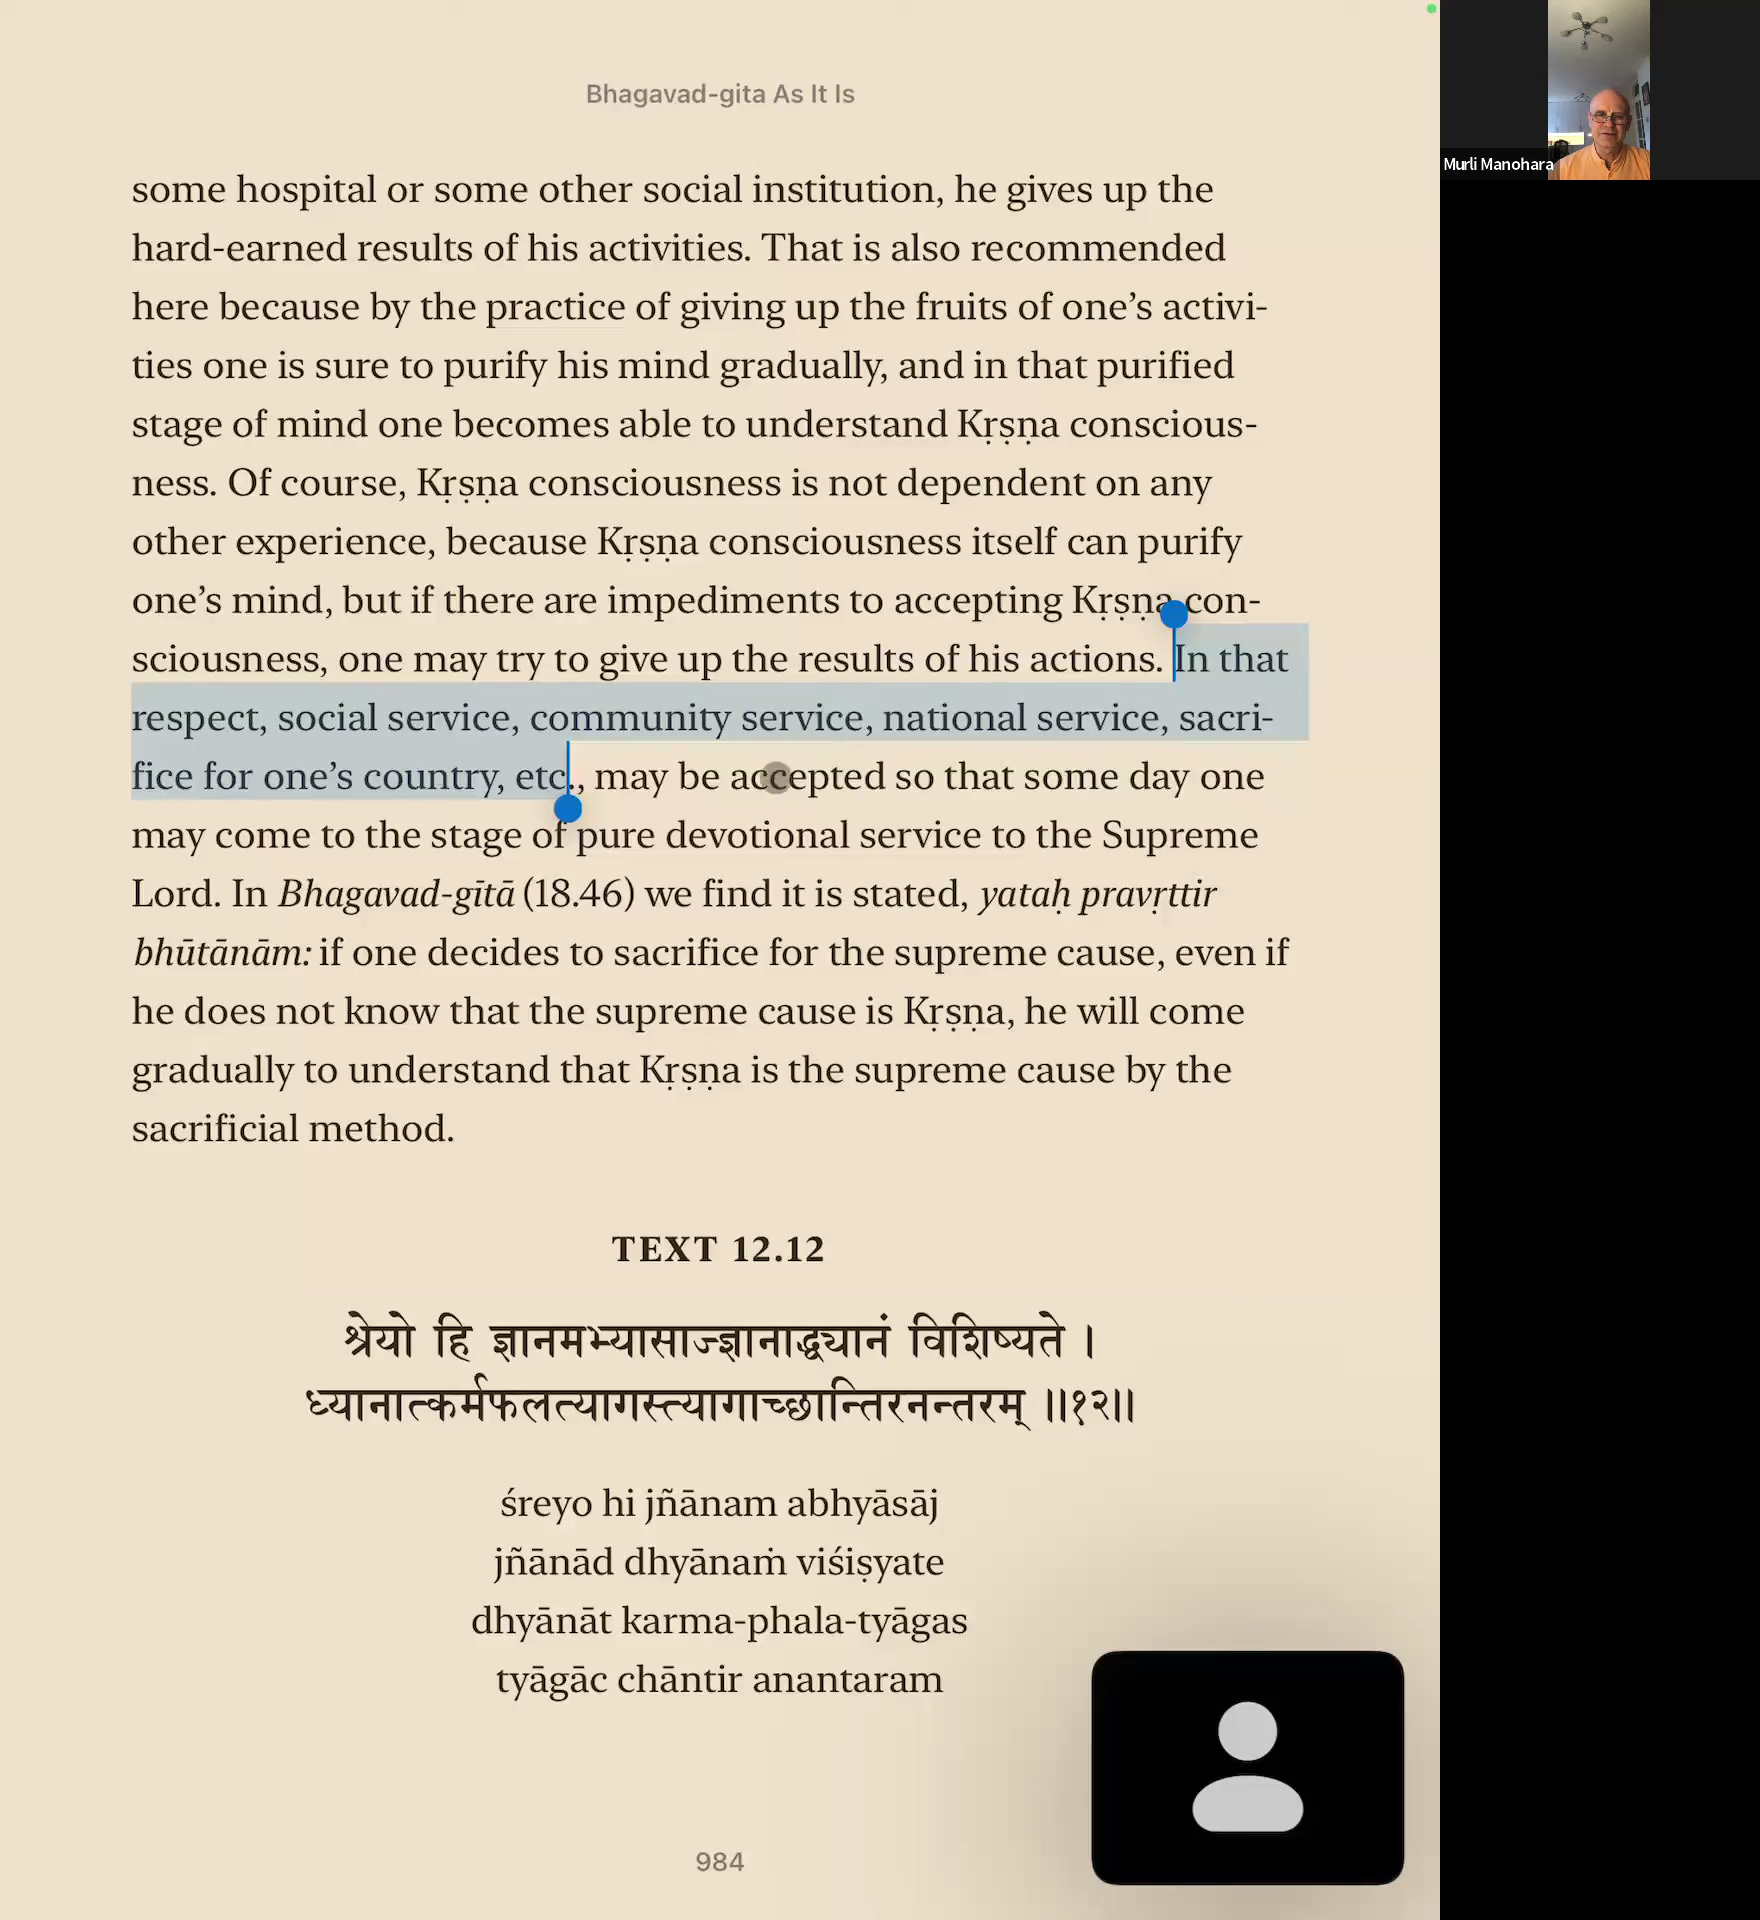 Bhagavad-gita As It Is
Murli Manohara
some hospital or some other social institution, he gives up the
hard-earned results of his activities. That is also recommended
here because by the practice of giving up the fruits of one’s activi-
ties one is sure to purify his mind gradually, and in that purified
stage of mind one becomes able to understand Kṛṣṇa conscious-
ness. Of course, Kṛṣṇa consciousness is not dependent on any
other experience, because Kṛṣṇa consciousness itself can purify
one’s mind, but if there are impediments to accepting Kṛṣṇa con-
sciousness, one may try to give up the results of his actions. In that
respect, social service, community service, national service, sacri-
fice for one’s country, etc., may be accepted so that some day one
may come to the stage of pure devotional service to the Supreme
Lord. In Bhagavad-gītā (18.46) we find it is stated, yataḥ pravṛttir
bhūtānām: if one decides to sacrifice for the supreme cause, even if
he does not know that the supreme cause is Kṛṣṇa, he will come
gradually to understand that Kṛṣṇa is the supreme cause by the
sacrificial method.
TEXT 12.12
श्रेयो हि ज्ञानमभ्यासाज्ज्ञानाद्ध्यानं विशिष्यते ।
ध्यानात्कर्मफलत्यागस्त्यागाच्छान्तिरनन्तरम् ॥१२॥
śreyo hi jñānam abhyāsāj
jñānād dhyānaṁ viśiṣyate
dhyānāt karma-phala-tyāgas
tyāgāc chāntir anantaram
984